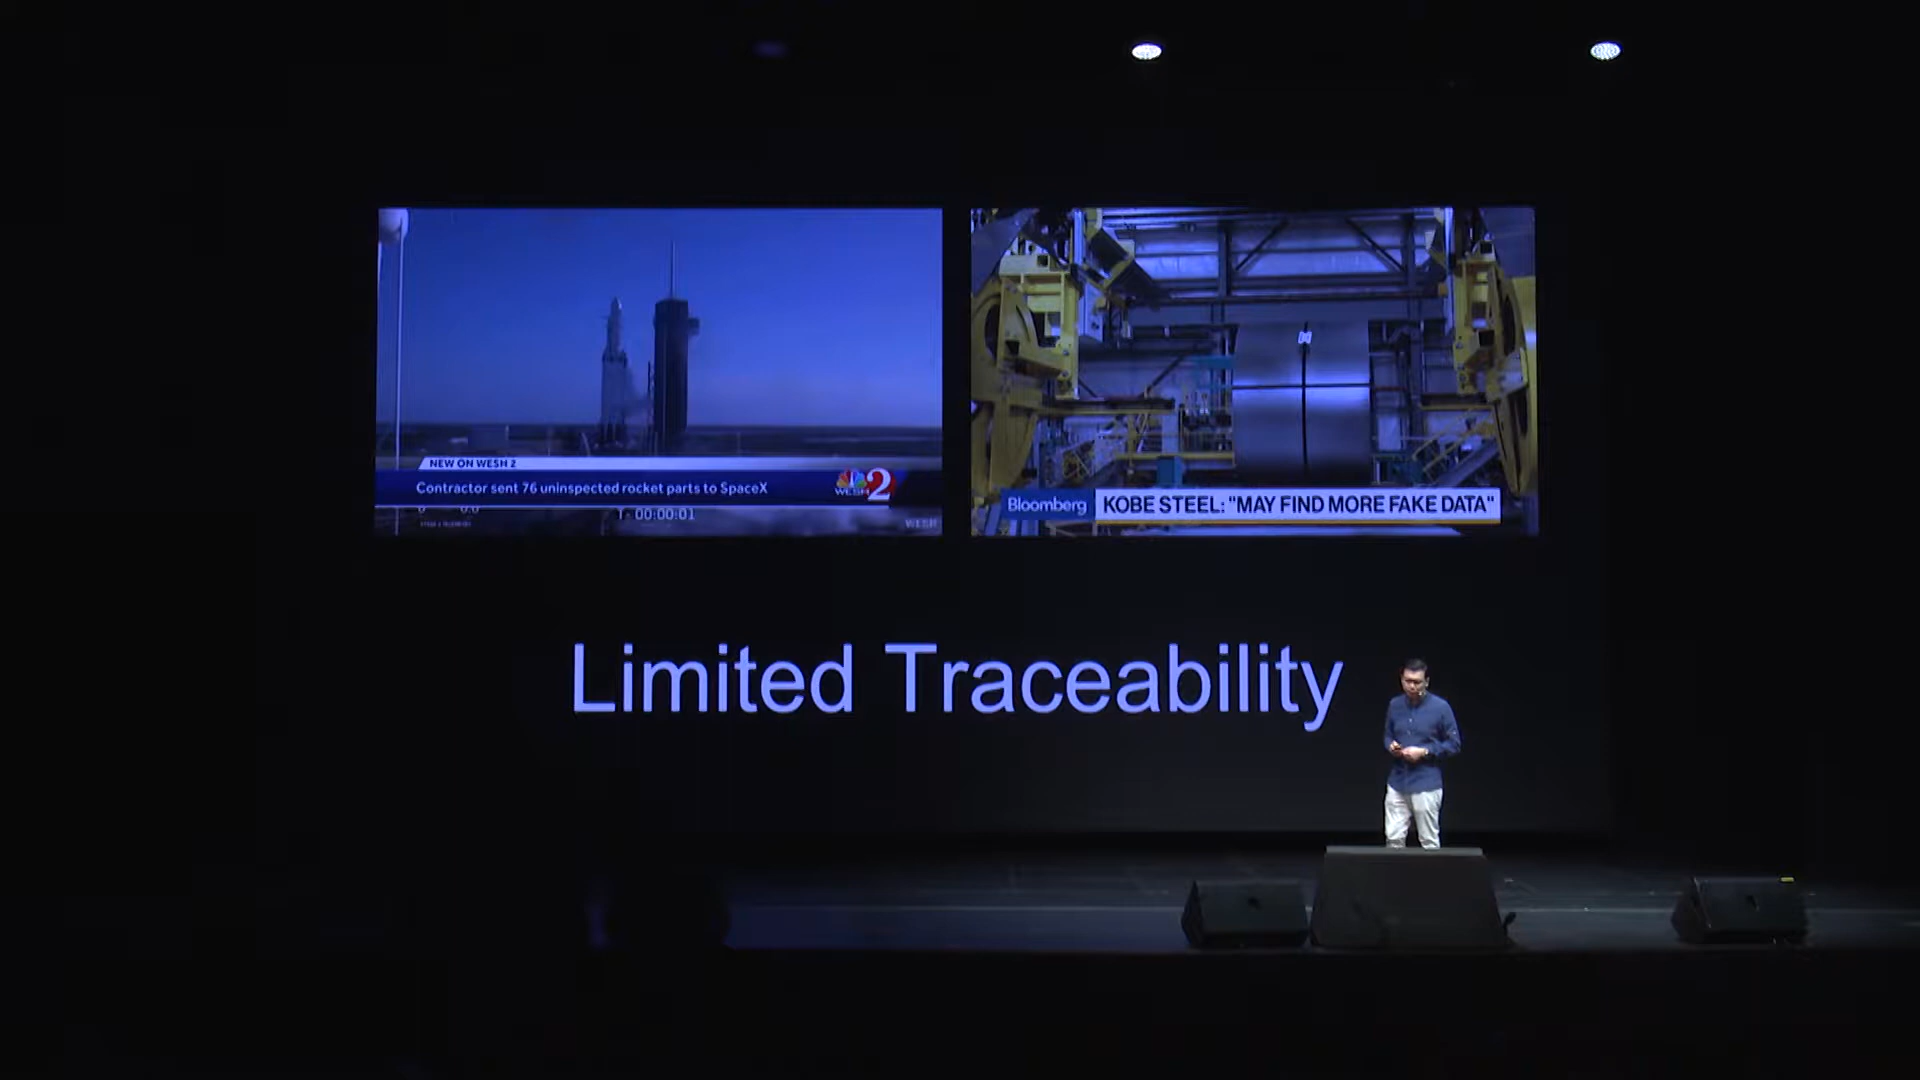 NEW ON WESH 2
Contractor sent 76 uninspected rocket parts to SpaceX
WESH 2
T- 00:00:01
WESH
Bloomberg
KOBE STEEL: "MAY FIND MORE FAKE DATA"
Limited Traceability